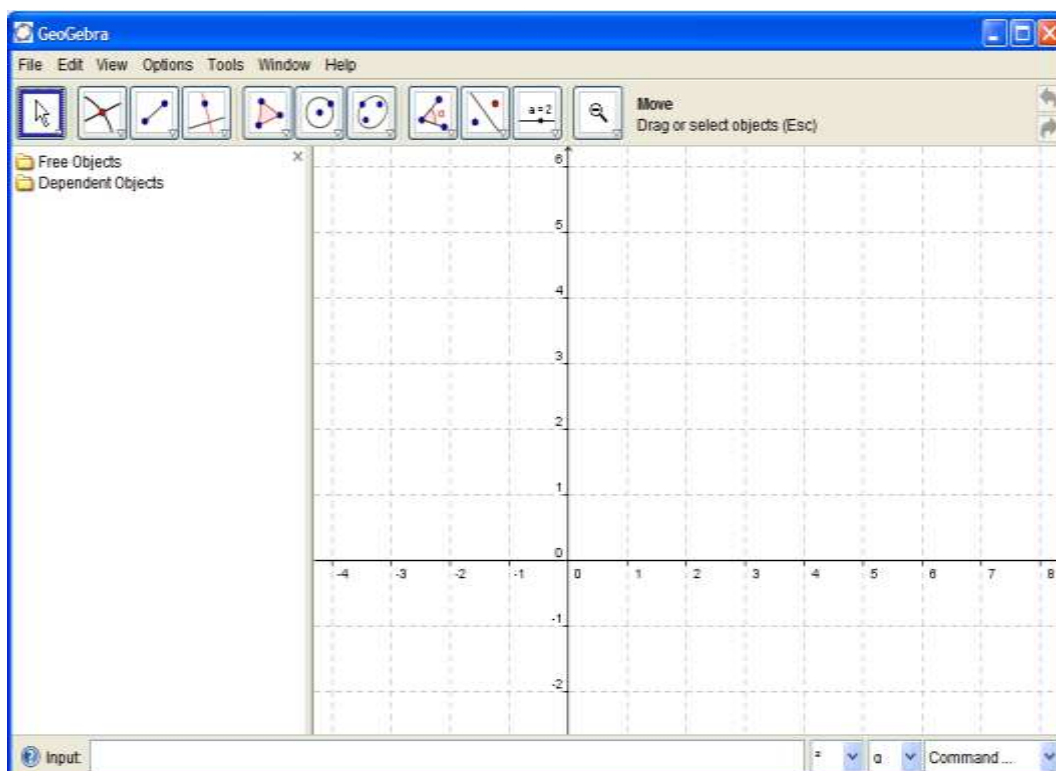 GeoGebra
File Edit View Options Tools Window Help
a=2
Move
Drag or select objects (Esc)
Free Objects
Dependent Objects
6
5
4
3
2
1
0
-4 -3 -2 -1 0 1 2 3 4 5 6 7 8
-1
-2
Input: ² α Command ...